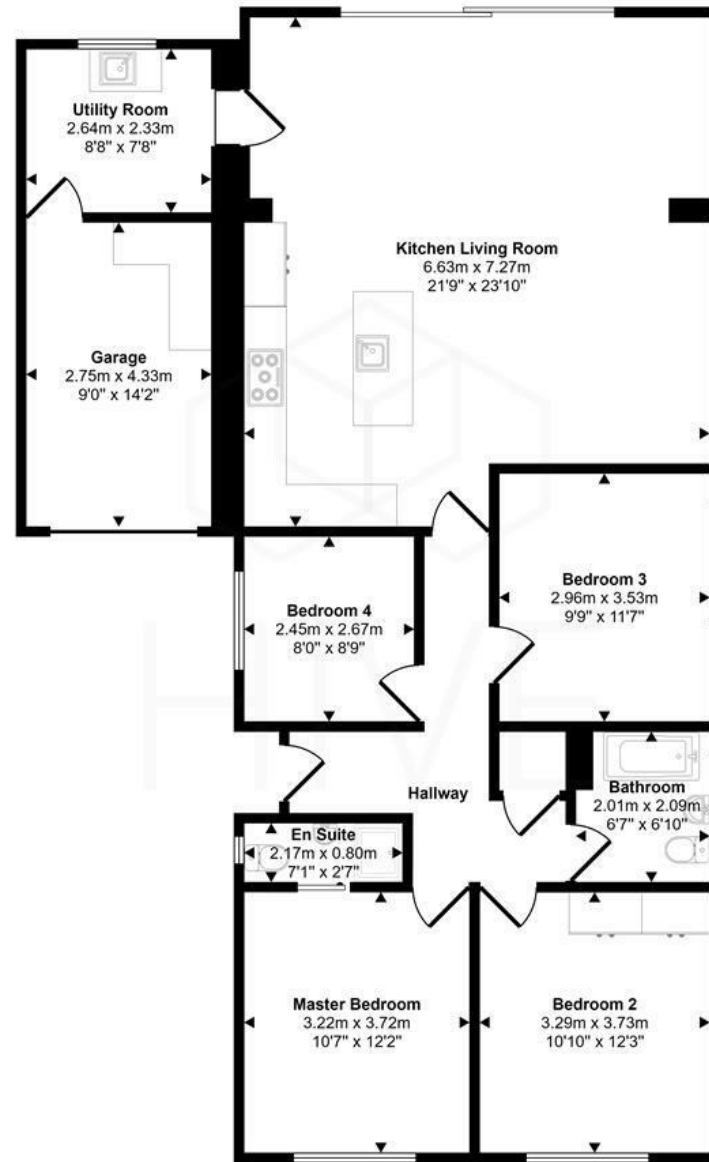 Utility Room
2.64m x 2.33m
8'8" x 7'8"
Kitchen Living Room
6.63m x 7.27m
21'9" x 23'10"
Garage
2.75m x 4.33m
9'0" x 14'2"
Bedroom 3
2.96m x 3.53m
9'9" x 11'7"
Bedroom 4
2.45m x 2.67m
8'0" x 8'9"
Hallway
Bathroom
2.01m x 2.09m
6'7" x 6'10"
En Suite
2.17m x 0.80m
7'1" x 2'7"
Master Bedroom
3.22m x 3.72m
10'7" x 12'2"
Bedroom 2
3.29m x 3.73m
10'10" x 12'3"
HIVE